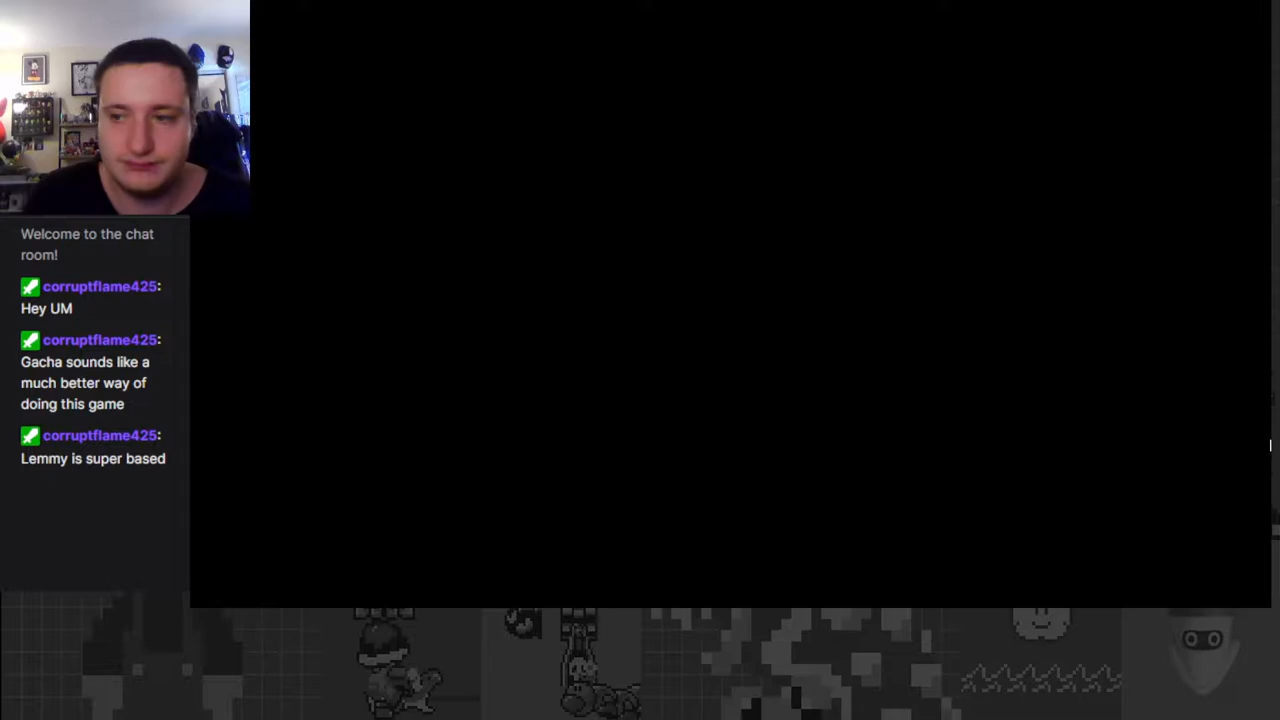 Welcome to the chat
room!
corruptflame425:
Hey UM
corruptflame425:
Gacha sounds like a
much better way of
doing this game
corruptflame425:
Lemmy is super based